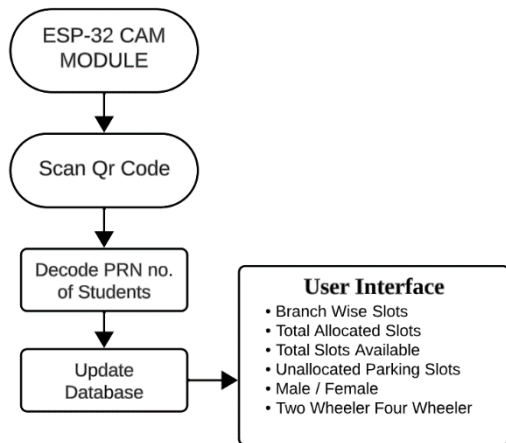 ESP-32 CAM
MODULE
Scan Qr Code
Decode PRN no.
of Students
Update
Database
User Interface
• Branch Wise Slots
• Total Allocated Slots
• Total Slots Available
• Unallocated Parking Slots
• Male / Female
• Two Wheeler Four Wheeler